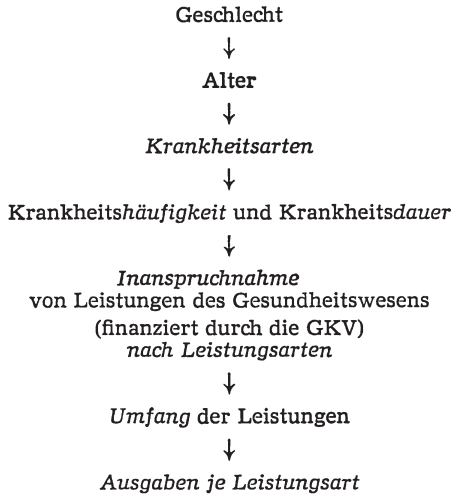 Geschlecht
↓
Alter
↓
Krankheitsarten
↓
Krankheitshäufigkeit und Krankheitsdauer
↓
Inanspruchnahme
von Leistungen des Gesundheitswesens
(finanziert durch die GKV)
nach Leistungsarten
↓
Umfang der Leistungen
↓
Ausgaben je Leistungsart